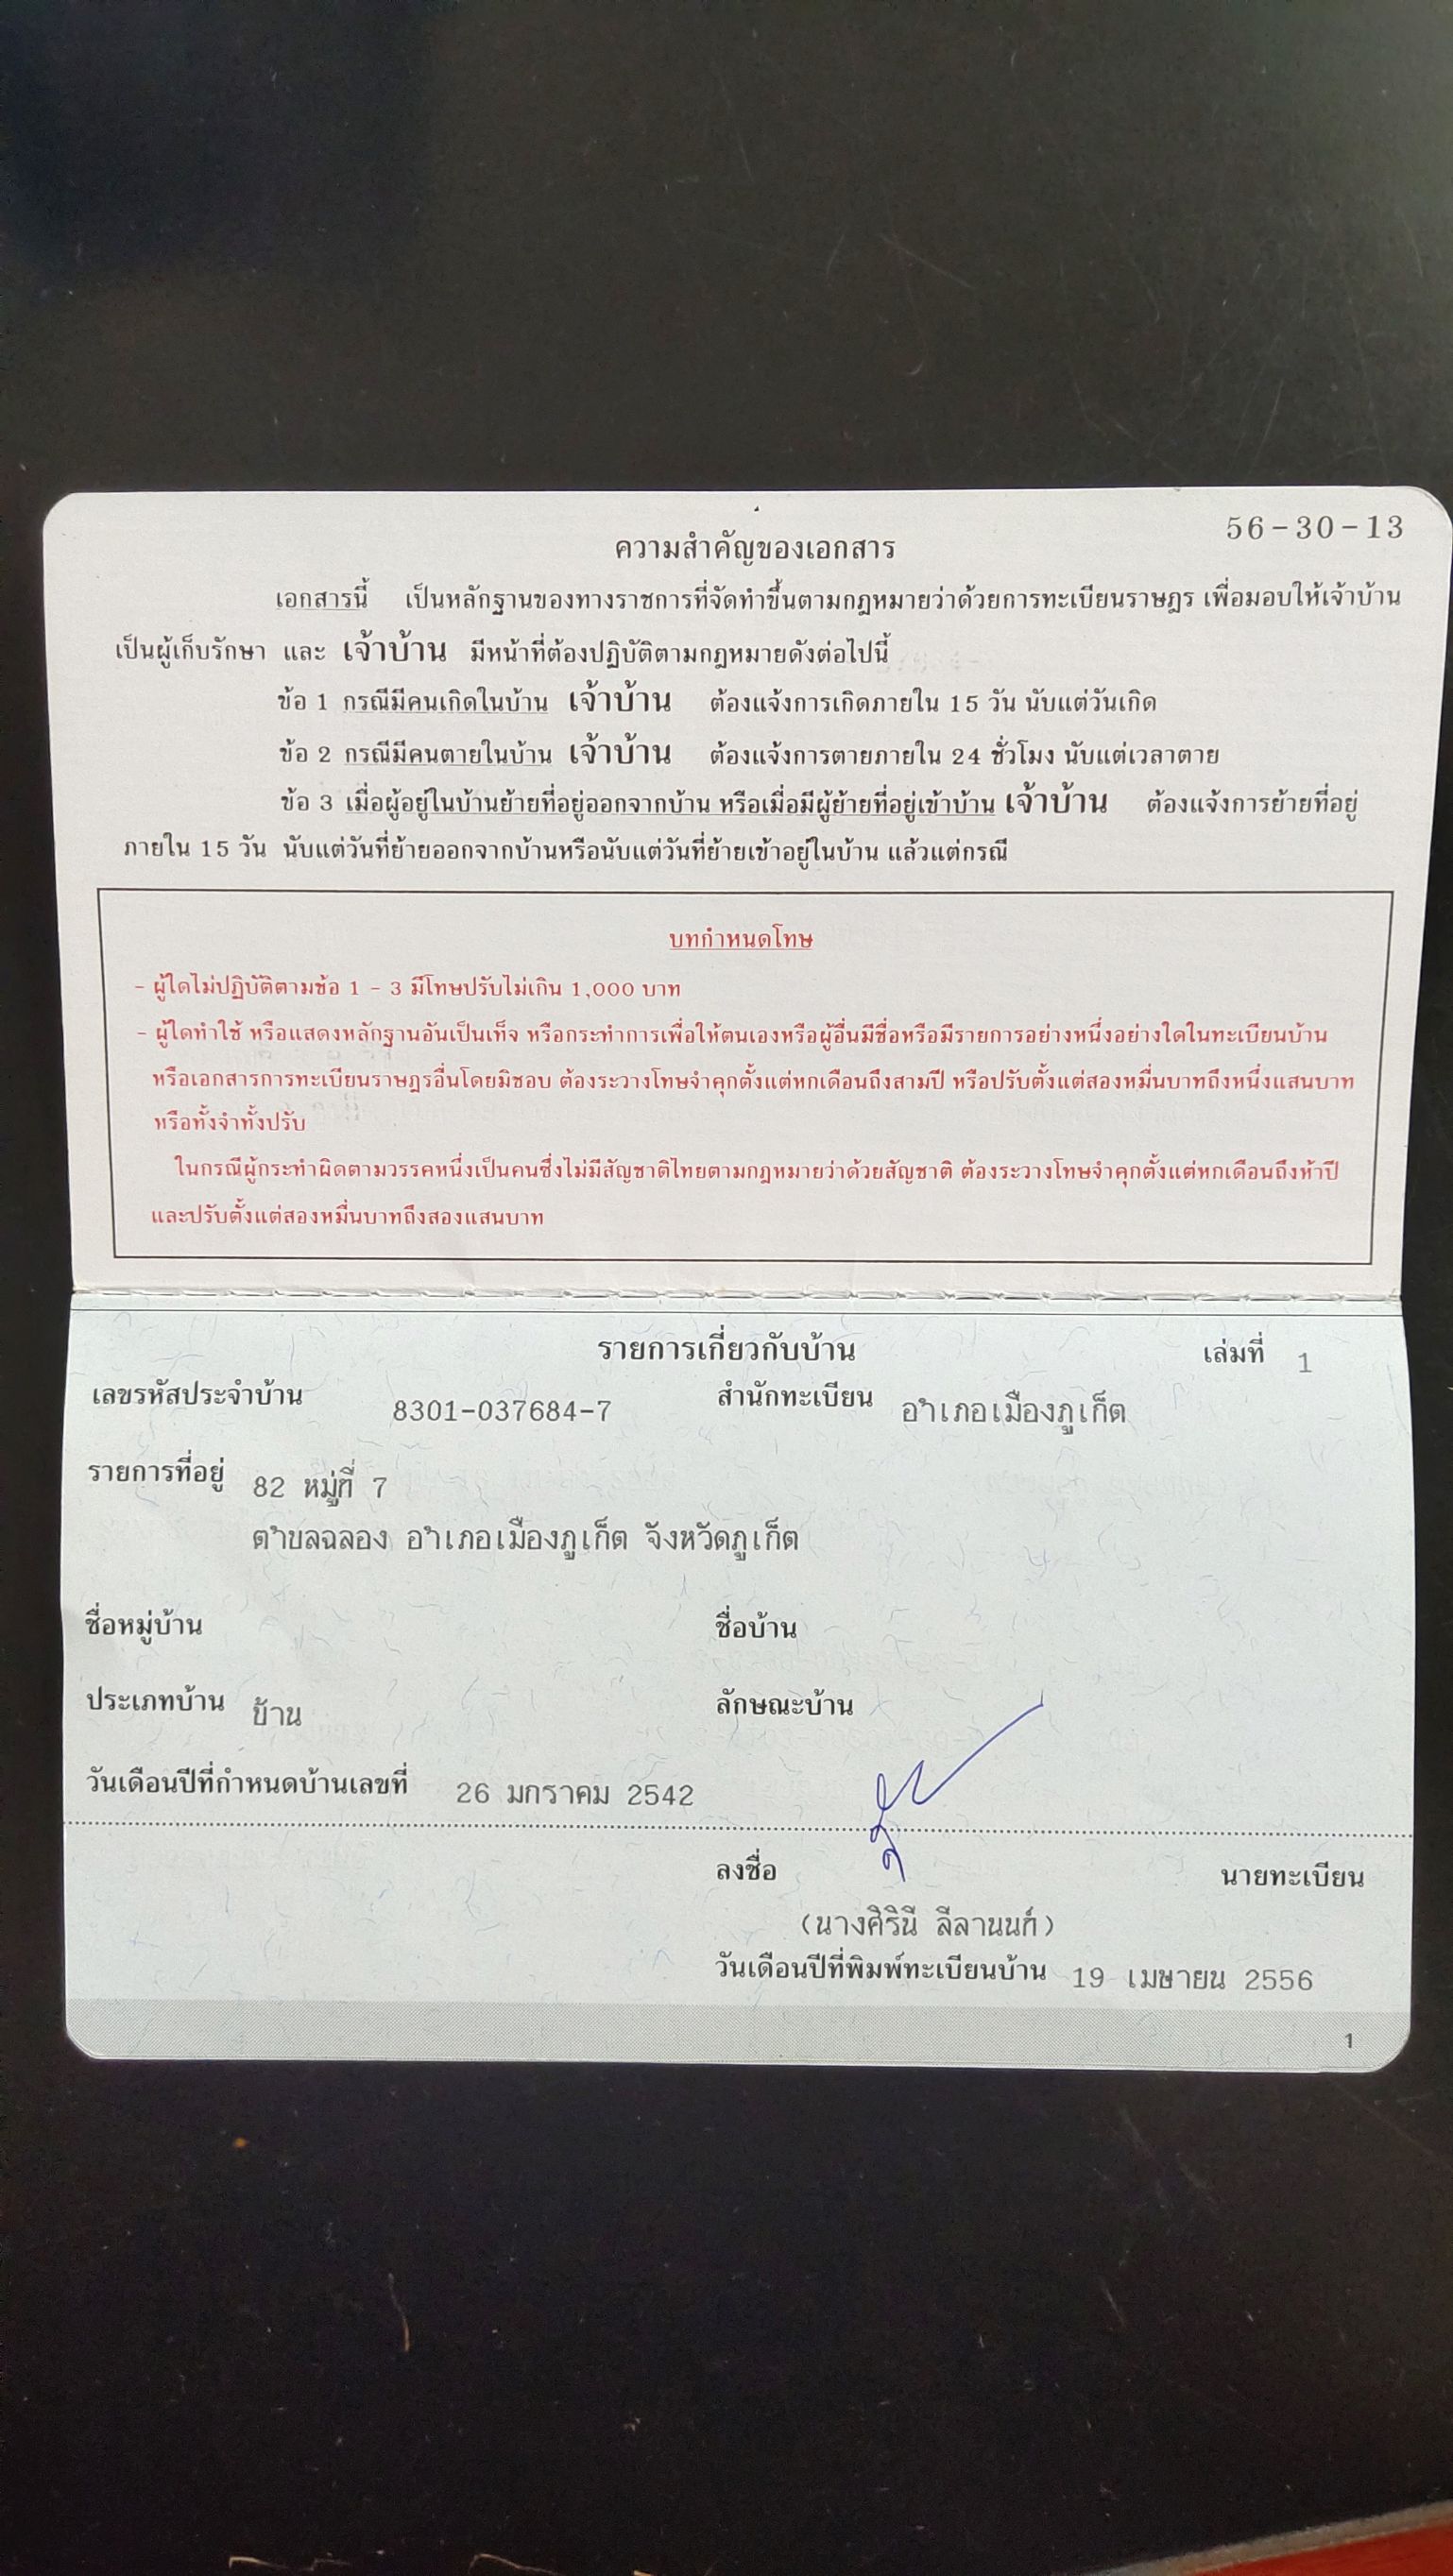 56-30-13
ความสำคัญของเอกสาร
เอกสารนี้ เป็นหลักฐานของทางราชการที่จัดทำขึ้นตามกฎหมายว่าด้วยการทะเบียนราษฎร เพื่อมอบให้เจ้าบ้าน
เป็นผู้เก็บรักษา และ เจ้าบ้าน มีหน้าที่ต้องปฏิบัติตามกฎหมายดังต่อไปนี้
ข้อ 1 กรณีมีคนเกิดในบ้าน เจ้าบ้าน ต้องแจ้งการเกิดภายใน 15 วัน นับแต่วันเกิด
ข้อ 2 กรณีมีคนตายในบ้าน เจ้าบ้าน ต้องแจ้งการตายภายใน 24 ชั่วโมง นับแต่เวลาตาย
ข้อ 3 เมื่อผู้อยู่ในบ้านย้ายที่อยู่ออกจากบ้าน หรือเมื่อมีผู้ย้ายที่อยู่เข้าบ้าน เจ้าบ้าน ต้องแจ้งการย้ายที่อยู่
ภายใน 15 วัน นับแต่วันที่ย้ายออกจากบ้านหรือนับแต่วันที่ย้ายเข้าอยู่ในบ้าน แล้วแต่กรณี
บทกำหนดโทษ
- ผู้ใดไม่ปฏิบัติตามข้อ 1 - 3 มีโทษปรับไม่เกิน 1,000 บาท
- ผู้ใดทำใช้ หรือแสดงหลักฐานอันเป็นเท็จ หรือกระทำการเพื่อให้ตนเองหรือผู้อื่นมีชื่อหรือมีรายการอย่างหนึ่งอย่างใดในทะเบียนบ้าน
หรือเอกสารการทะเบียนราษฎรอื่นโดยมิชอบ ต้องระวางโทษจำคุกตั้งแต่หกเดือนถึงสามปี หรือปรับตั้งแต่สองหมื่นบาทถึงหนึ่งแสนบาท
หรือทั้งจำทั้งปรับ
ในกรณีผู้กระทำผิดตามวรรคหนึ่งเป็นคนซึ่งไม่มีสัญชาติไทยตามกฎหมายว่าด้วยสัญชาติ ต้องระวางโทษจำคุกตั้งแต่หกเดือนถึงห้าปี
และปรับตั้งแต่สองหมื่นบาทถึงสองแสนบาท
รายการเกี่ยวกับบ้าน เล่มที่ 1
เลขรหัสประจำบ้าน 8301-037684-7 สำนักทะเบียน อำเภอเมืองภูเก็ต
รายการที่อยู่ 82 หมู่ที่ 7
ตำบลฉลอง อำเภอเมืองภูเก็ต จังหวัดภูเก็ต
ชื่อหมู่บ้าน ชื่อบ้าน
ประเภทบ้าน บ้าน ลักษณะบ้าน
วันเดือนปีที่กำหนดบ้านเลขที่ 26 มกราคม 2542
ลงชื่อ นายทะเบียน
(นางศิรินี ลีลานนท์)
วันเดือนปีที่พิมพ์ทะเบียนบ้าน 19 เมษายน 2556
1